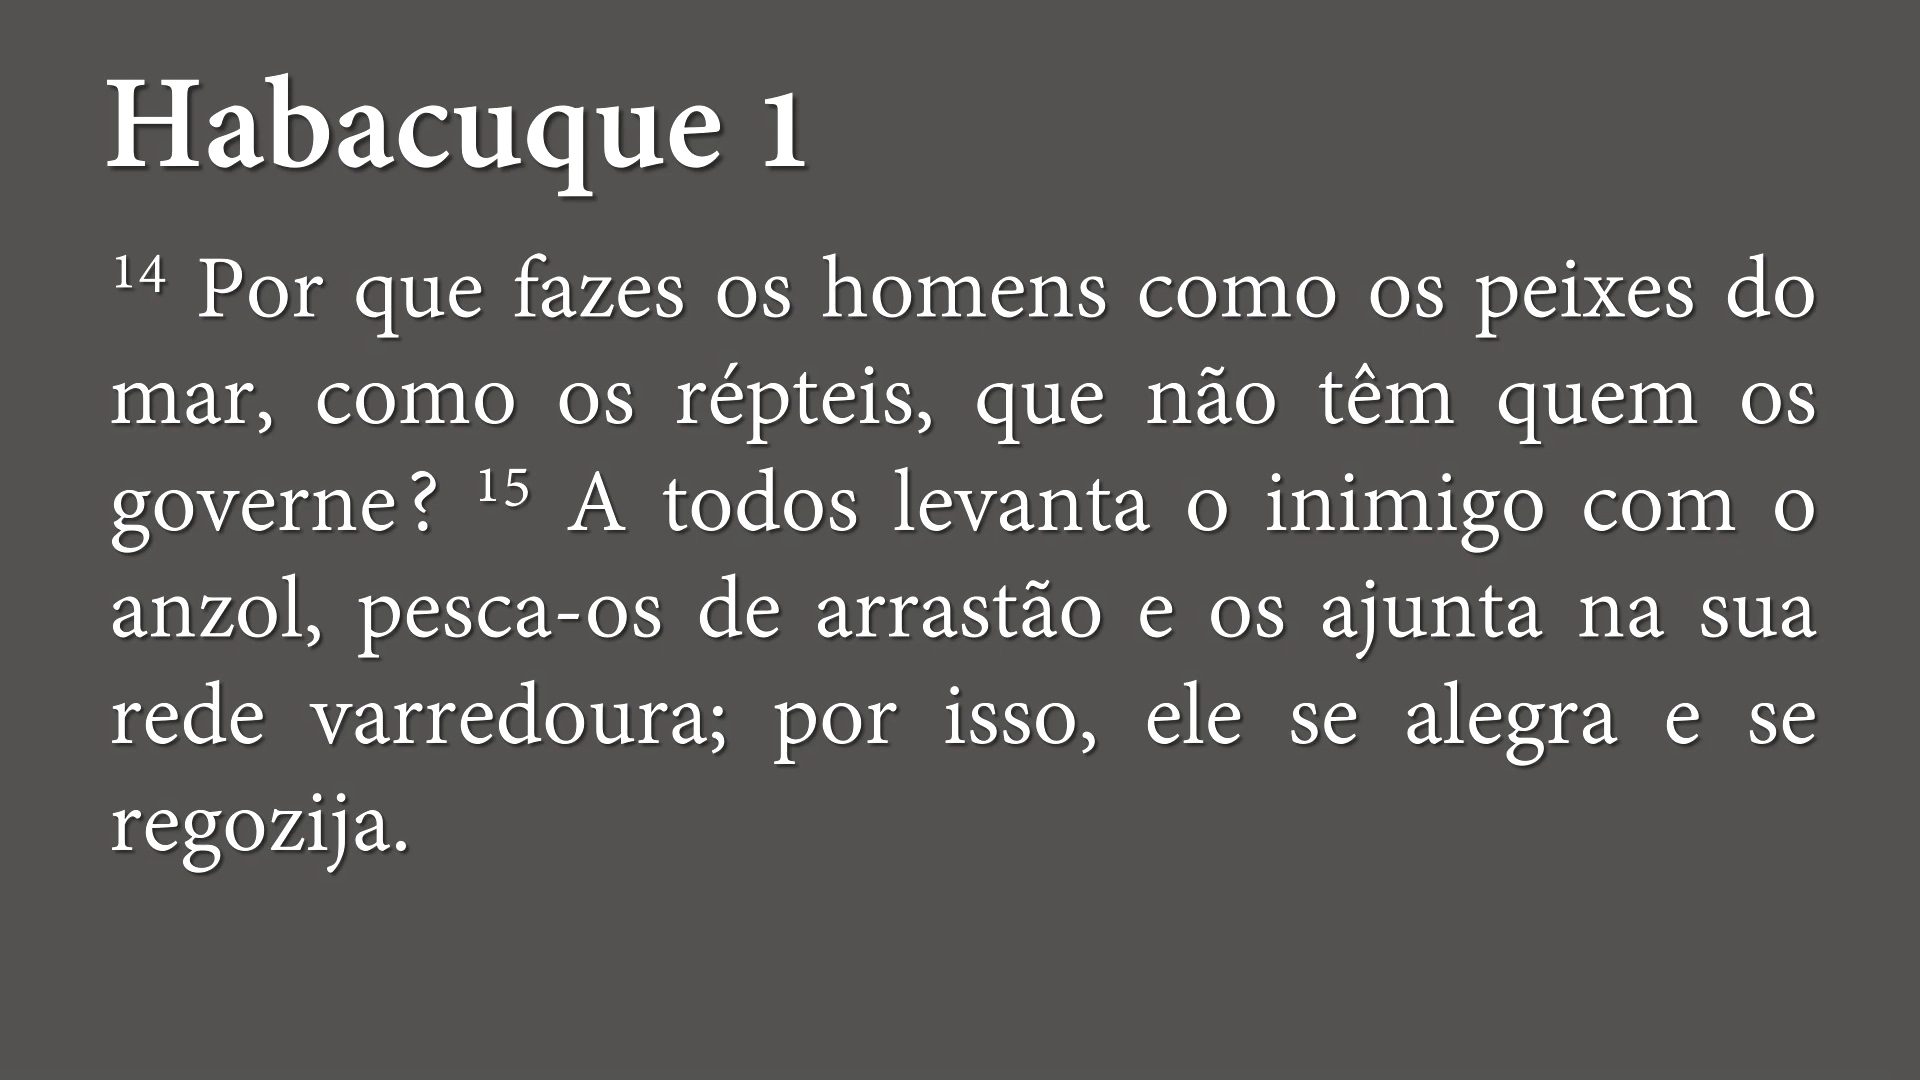 Habacuque 1
¹⁴ Por que fazes os homens como os peixes do
mar, como os répteis, que não têm quem os
governe? ¹⁵ A todos levanta o inimigo com o
anzol, pesca-os de arrastão e os ajunta na sua
rede varredoura; por isso, ele se alegra e se
regozija.